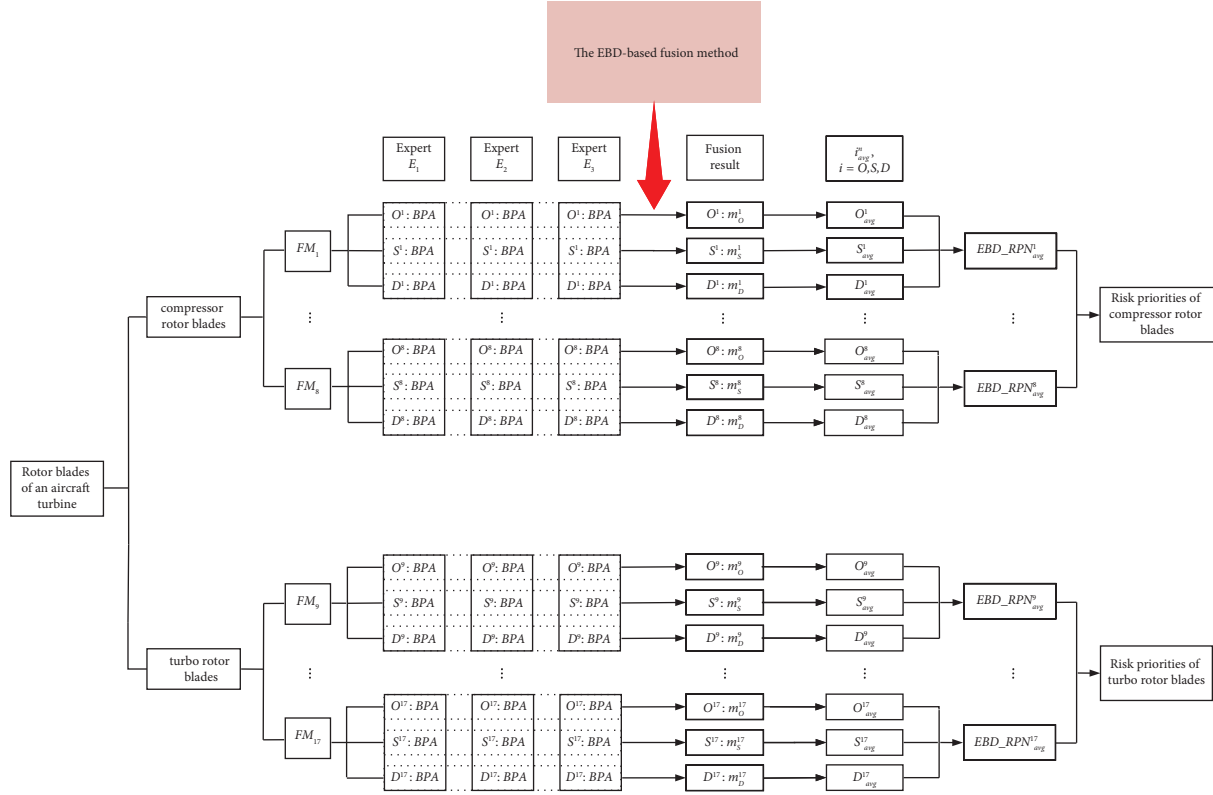 The EBD-based fusion method
Expert
E₁
Expert
E₂
Expert
E₃
Fusion
result
iⁿavg,
i = O,S,D
O¹: BPA O¹: BPA O¹: BPA O¹: m¹O O¹avg
FM₁ S¹: BPA S¹: BPA S¹: BPA S¹: m¹S S¹avg EBD_RPN¹avg
D¹: BPA D¹: BPA D¹: BPA D¹: m¹D D¹avg
compressor
rotor blades
⋮ ⋮ ⋮ ⋮ ⋮
Risk priorities of
compressor rotor
blades
O⁸: BPA O⁸: BPA O⁸: BPA O⁸: m⁸O O⁸avg
FM₈ S⁸: BPA S⁸: BPA S⁸: BPA S⁸: m⁸S S⁸avg EBD_RPN⁸avg
D⁸: BPA D⁸: BPA D⁸: BPA D⁸: m⁸D D⁸avg
Rotor blades
of an aircraft
turbine
O⁹: BPA O⁹: BPA O⁹: BPA O⁹: m⁹O O⁹avg
FM₉ S⁹: BPA S⁹: BPA S⁹: BPA S⁹: m⁹S S⁹avg EBD_RPN⁹avg
D⁹: BPA D⁹: BPA D⁹: BPA D⁹: m⁹D D⁹avg
turbo rotor
blades
⋮ ⋮ ⋮ ⋮ ⋮
Risk priorities of
turbo rotor blades
O¹⁷: BPA O¹⁷: BPA O¹⁷: BPA O¹⁷: m¹⁷O O¹⁷avg
FM₁₇ S¹⁷: BPA S¹⁷: BPA S¹⁷: BPA S¹⁷: m¹⁷S S¹⁷avg EBD_RPN¹⁷avg
D¹⁷: BPA D¹⁷: BPA D¹⁷: BPA D¹⁷: m¹⁷D D¹⁷avg